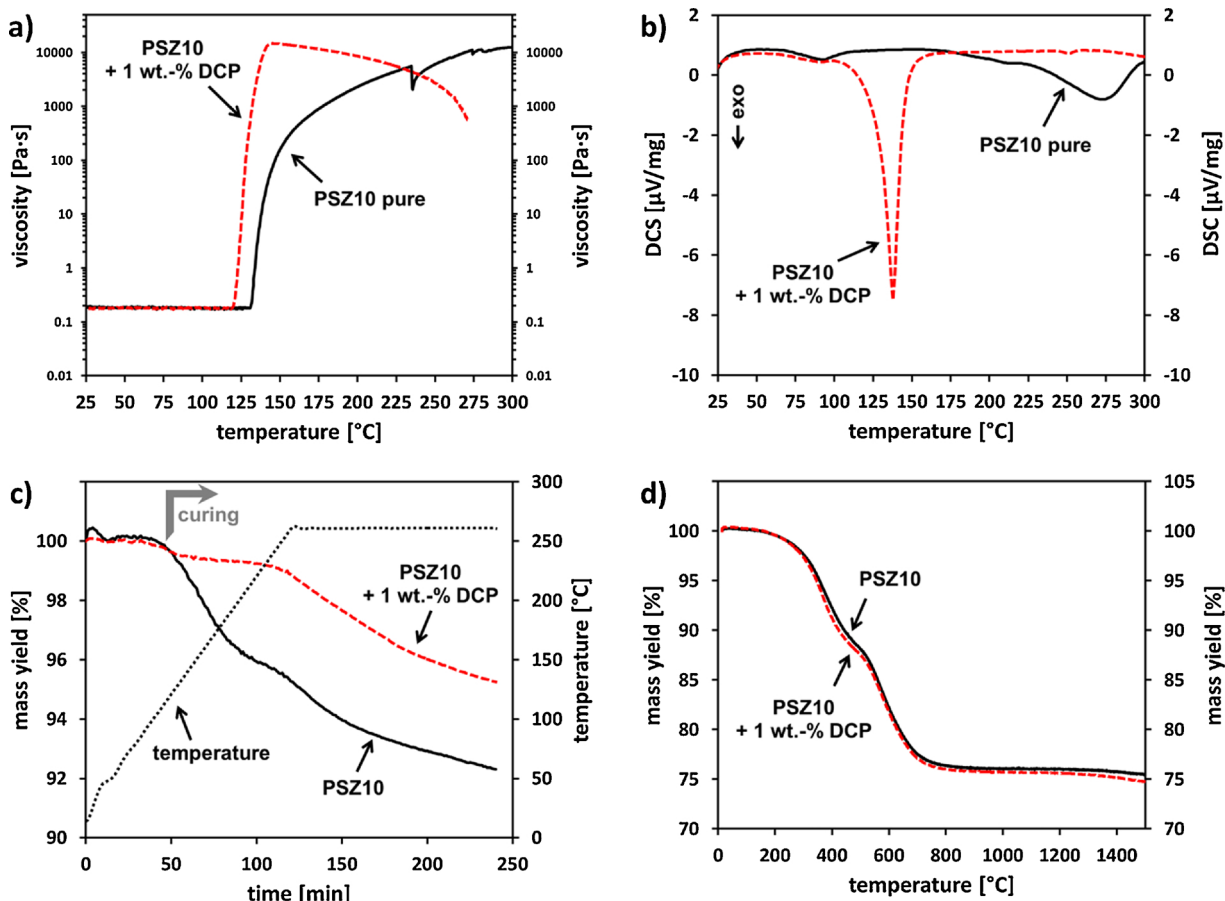 a)
PSZ10
+ 1 wt.-% DCP
PSZ10 pure
viscosity [Pa·s]
10000
1000
100
10
1
0.1
0.01
10000
1000
100
10
1
0.1
0.01
viscosity [Pa·s]
25 50 75 100 125 150 175 200 225 250 275 300
temperature [°C]
b)
exo
PSZ10 pure
PSZ10
+ 1 wt.-% DCP
DCS [µV/mg]
2
0
-2
-4
-6
-8
-10
2
0
-2
-4
-6
-8
-10
DSC [µV/mg]
25 50 75 100 125 150 175 200 225 250 275 300
temperature [°C]
c)
curing
PSZ10
+ 1 wt.-% DCP
temperature
PSZ10
mass yield [%]
100
98
96
94
92
90
300
250
200
150
100
50
0
temperature [°C]
0 50 100 150 200 250
time [min]
d)
PSZ10
PSZ10
+ 1 wt.-% DCP
mass yield [%]
105
100
95
90
85
80
75
70
105
100
95
90
85
80
75
70
mass yield [%]
0 200 400 600 800 1000 1200 1400
temperature [°C]